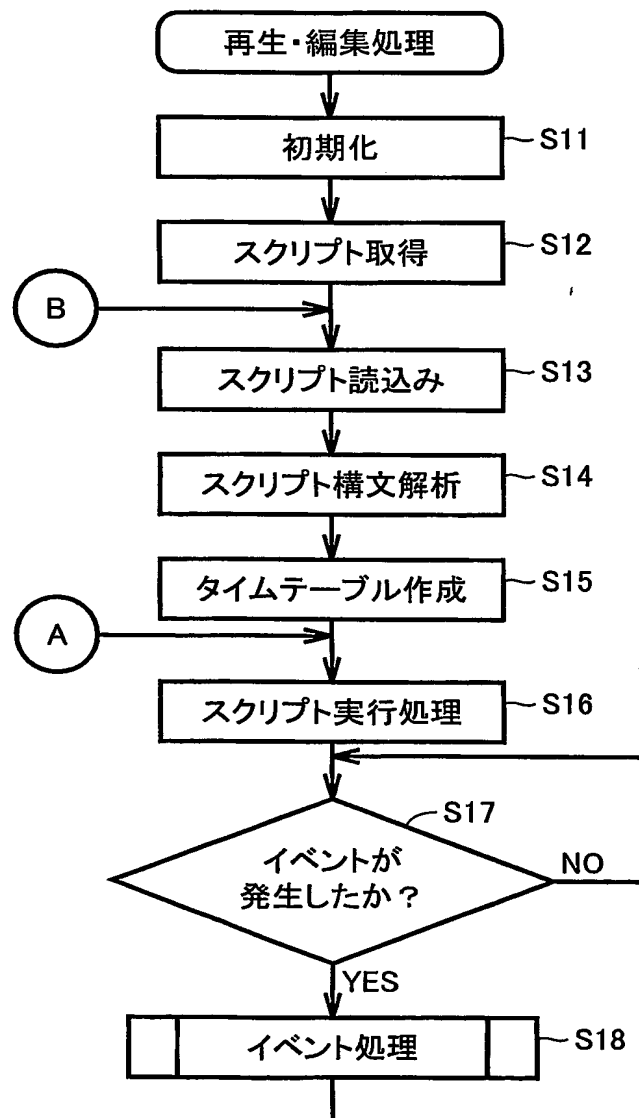 再生・編集処理
初期化
S11
スクリプト取得
S12
B
スクリプト読込み
S13
スクリプト構文解析
S14
タイムテーブル作成
S15
A
スクリプト実行処理
S16
S17
イベントが
発生したか？
NO
YES
イベント処理
S18